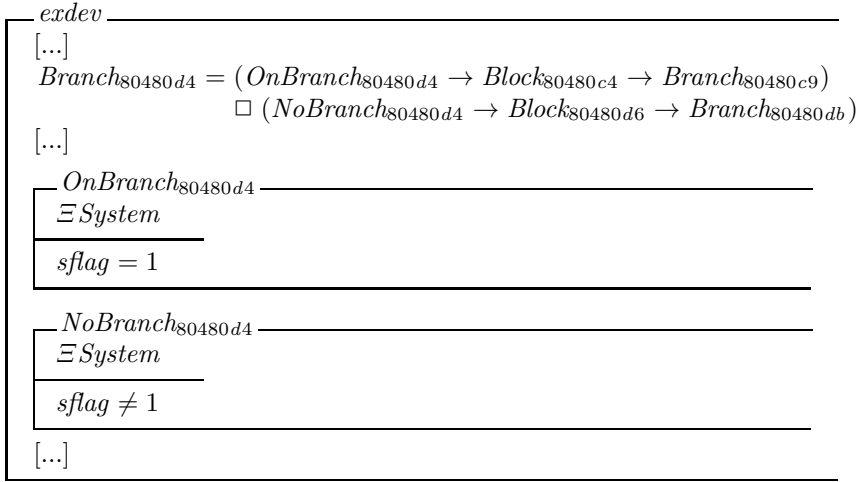 exdev
[...]
Branch80480d4 = (OnBranch80480d4 → Block80480c4 → Branch80480c9)
□ (NoBranch80480d4 → Block80480d6 → Branch80480db)
[...]
OnBranch80480d4
ΞSystem
sflag = 1
NoBranch80480d4
ΞSystem
sflag ≠ 1
[...]